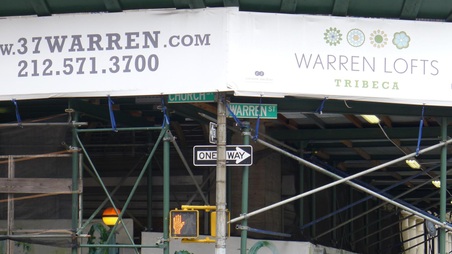 w.37WARREN.COM
212.571.3700
WARREN LOFTS
TRIBECA
CHURCH
WARREN ST
ONE WAY